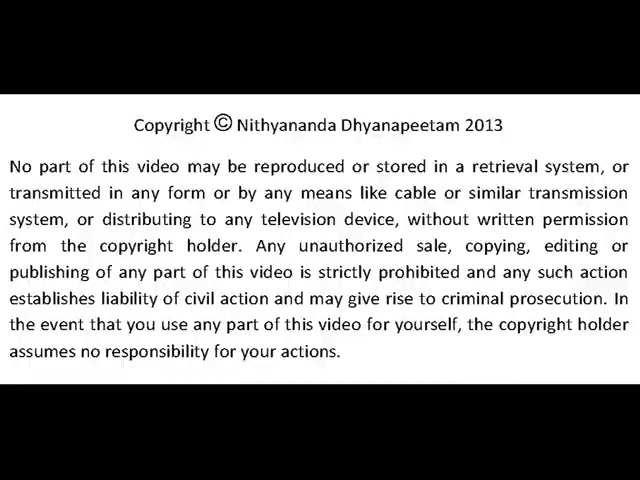 Copyright © Nithyananda Dhyanapeetam 2013
No part of this video may be reproduced or stored in a retrieval system, or
transmitted in any form or by any means like cable or similar transmission
system, or distributing to any television device, without written permission
from the copyright holder. Any unauthorized sale, copying, editing or
publishing of any part of this video is strictly prohibited and any such action
establishes liability of civil action and may give rise to criminal prosecution. In
the event that you use any part of this video for yourself, the copyright holder
assumes no responsibility for your actions.